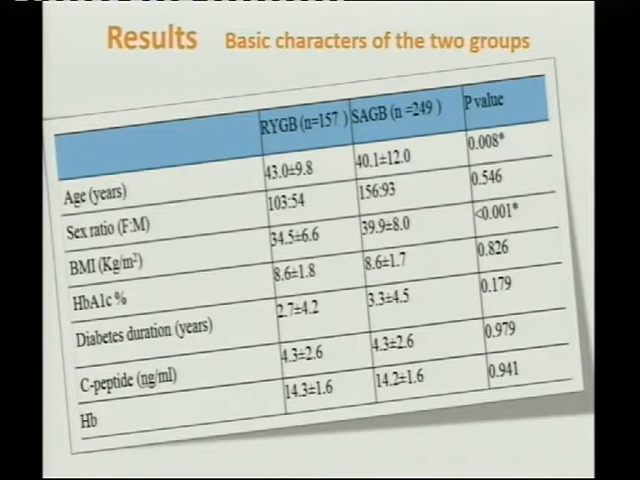 Results Basic characters of the two groups
RYGB (n=157 ) SAGB (n =249 ) P value
Age (years) 43.0±9.8 40.1±12.0 0.008*
Sex ratio (F:M) 103:54 156:93 0.546
BMI (Kg/m²) 34.5±6.6 39.9±8.0 <0.001*
HbA1c % 8.6±1.8 8.6±1.7 0.826
Diabetes duration (years) 2.7±4.2 3.3±4.5 0.179
C-peptide (ng/ml) 4.3±2.6 4.3±2.6 0.979
Hb 14.3±1.6 14.2±1.6 0.941